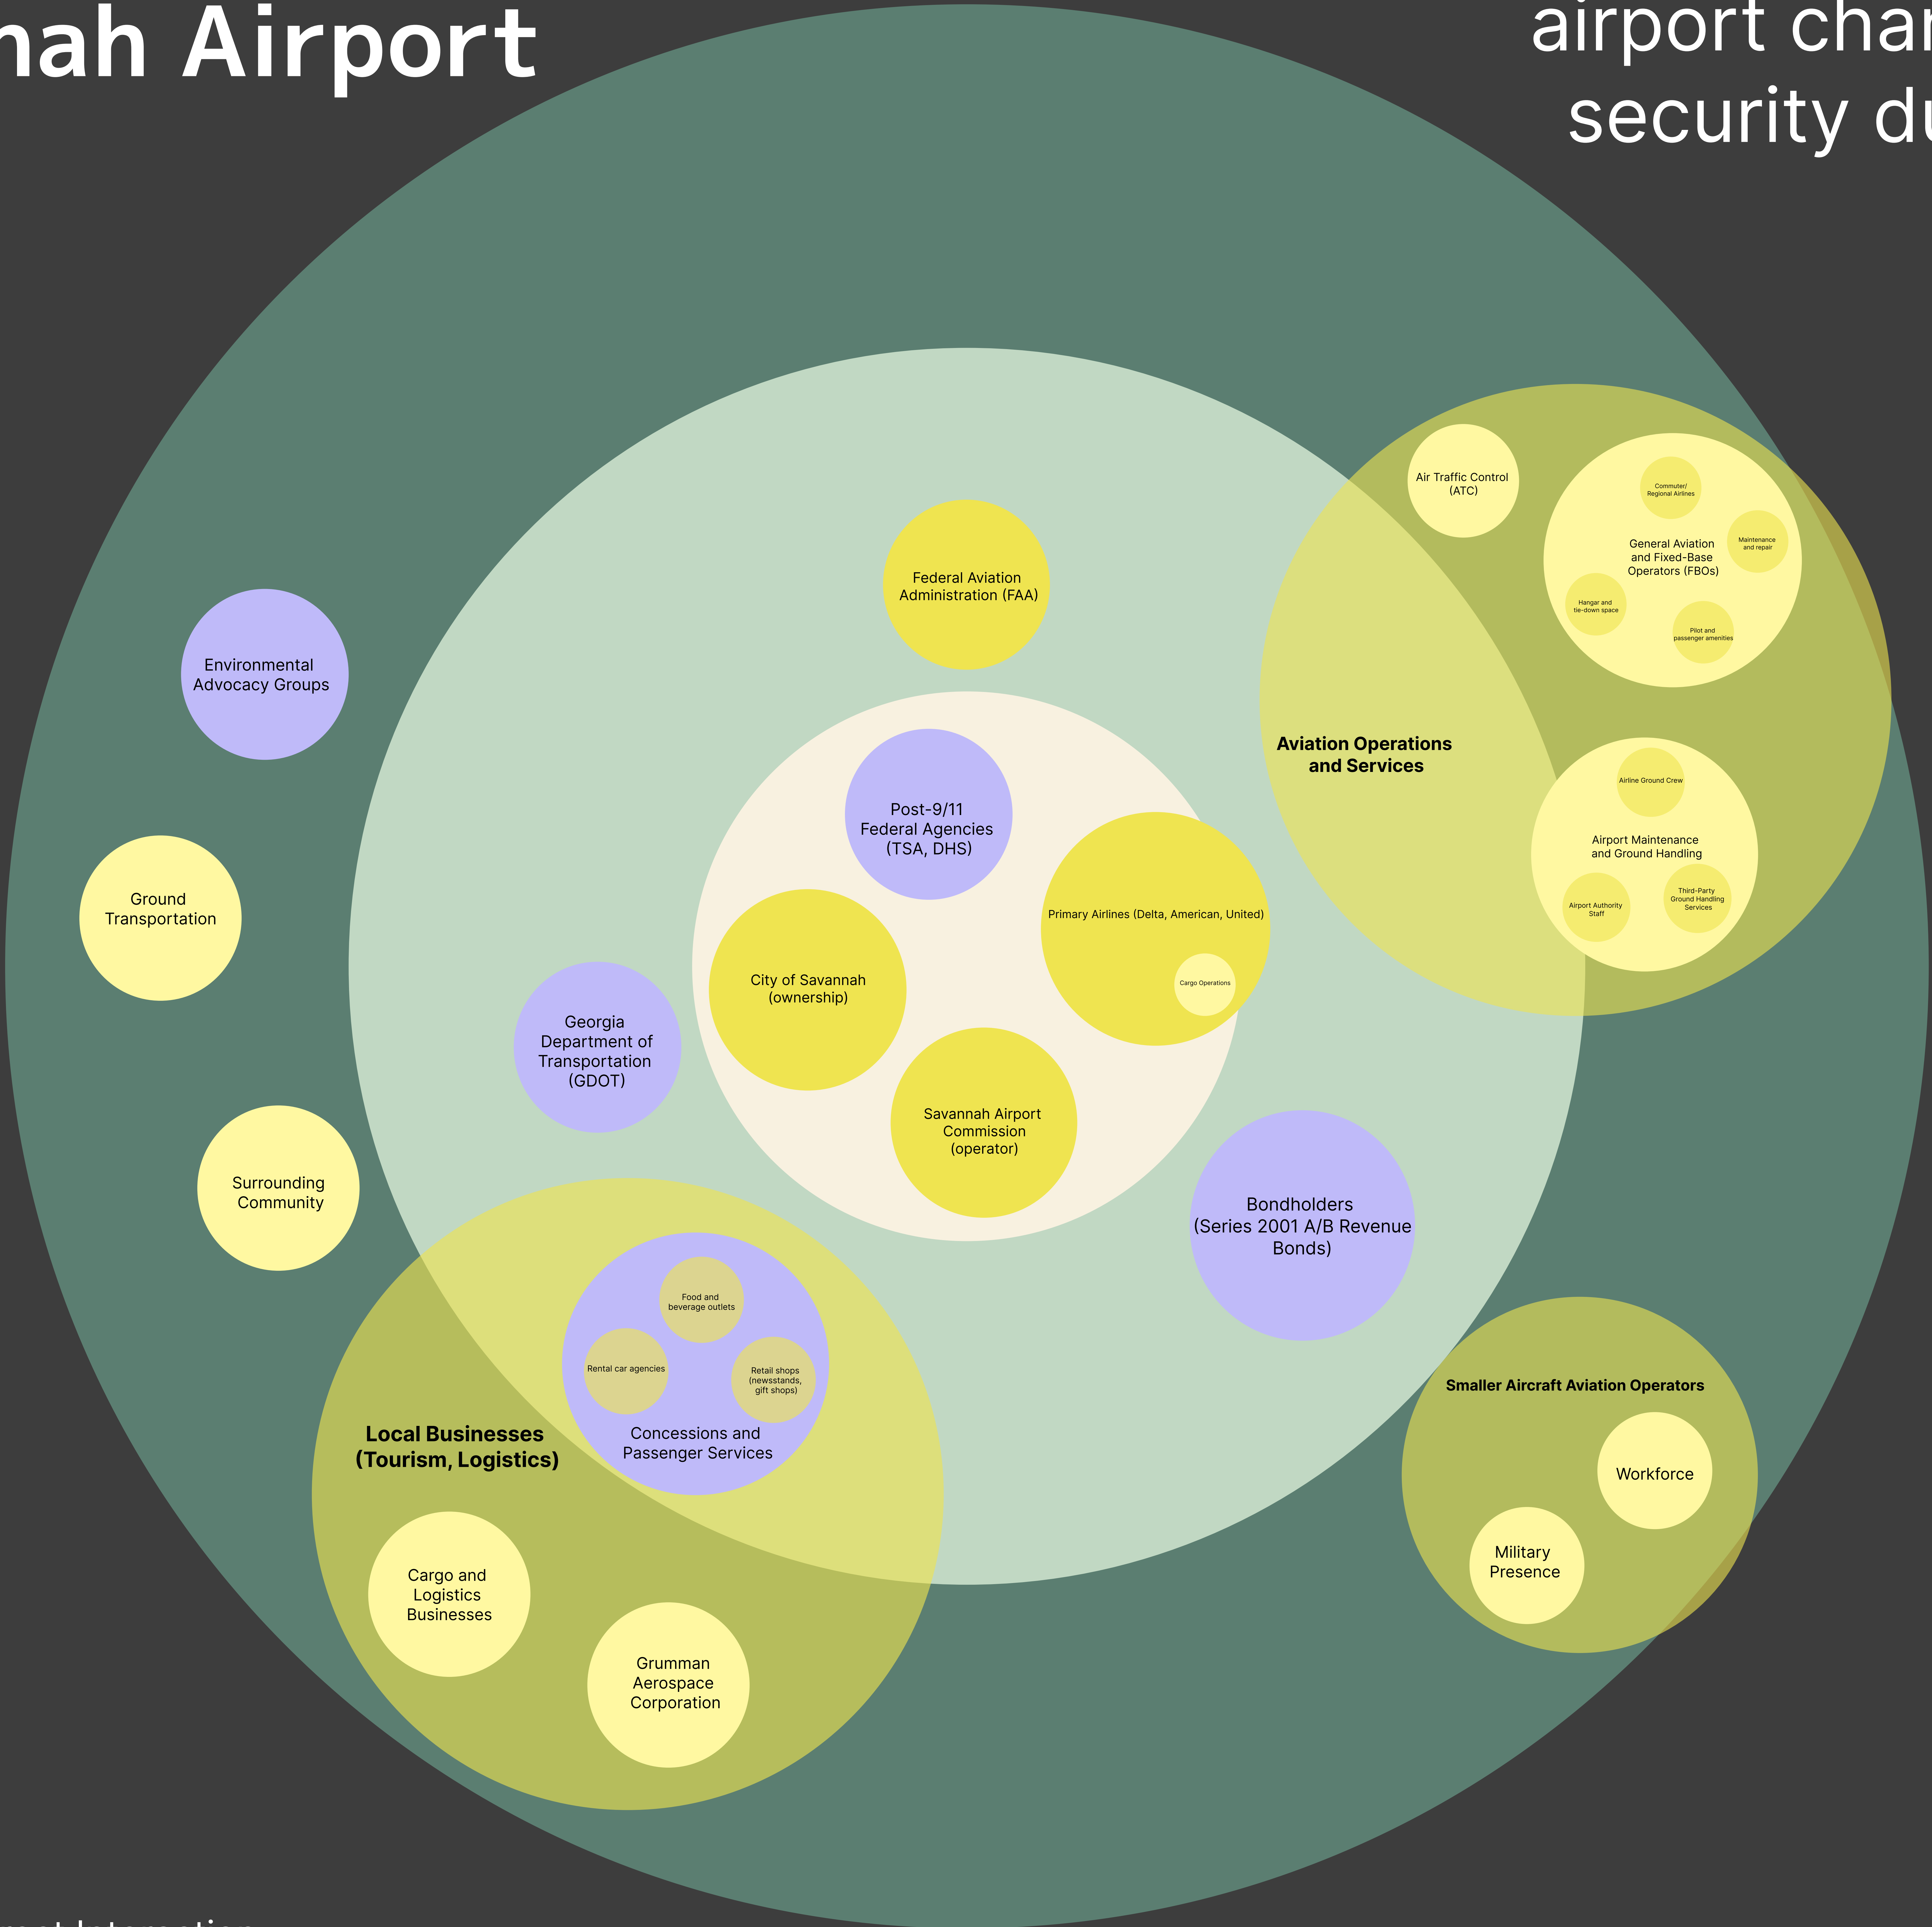 Airport
airport
security
Air Traffic Control
(ATC)
Commuter/
Regional Airlines
General Aviation
and Fixed-Base
Operators (FBOs)
Maintenance
and repair
Hangar and
tie-down space
Pilot and
passenger amenities
Federal Aviation
Administration (FAA)
Environmental
Advocacy Groups
Aviation Operations
and Services
Airline Ground Crew
Airport Maintenance
and Ground Handling
Airport Authority
Staff
Third-Party
Ground Handling
Services
Post-9/11
Federal Agencies
(TSA, DHS)
Primary Airlines (Delta, American, United)
Cargo Operations
Ground
Transportation
City of Savannah
(ownership)
Georgia
Department of
Transportation
(GDOT)
Savannah Airport
Commission
(operator)
Surrounding
Community
Bondholders
(Series 2001 A/B Revenue
Bonds)
Food and
beverage outlets
Rental car agencies
Retail shops
(newsstands,
gift shops)
Concessions and
Passenger Services
Local Businesses
(Tourism, Logistics)
Smaller Aircraft Aviation Operators
Workforce
Military
Presence
Cargo and
Logistics
Businesses
Grumman
Aerospace
Corporation